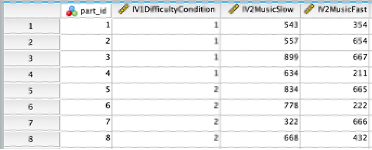 part_id IV1DifficultyCondition IV2MusicSlow IV2MusicFast
1 1 1 543 354
2 2 1 557 654
3 3 1 899 667
4 4 1 634 211
5 5 2 834 665
6 6 2 778 222
7 7 2 322 666
8 8 2 668 432